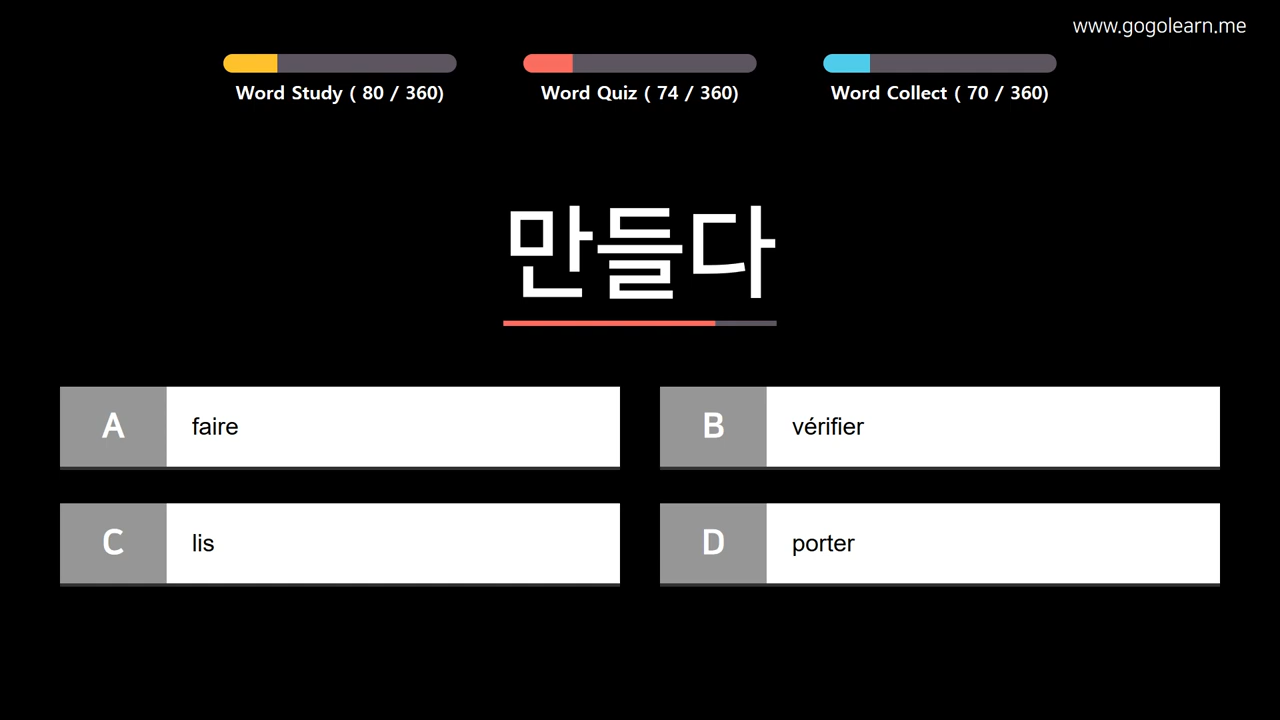 www.gogolearn.me
Word Study ( 80 / 360)
Word Quiz ( 74 / 360)
Word Collect ( 70 / 360)
만들다
A faire
B vérifier
C lis
D porter